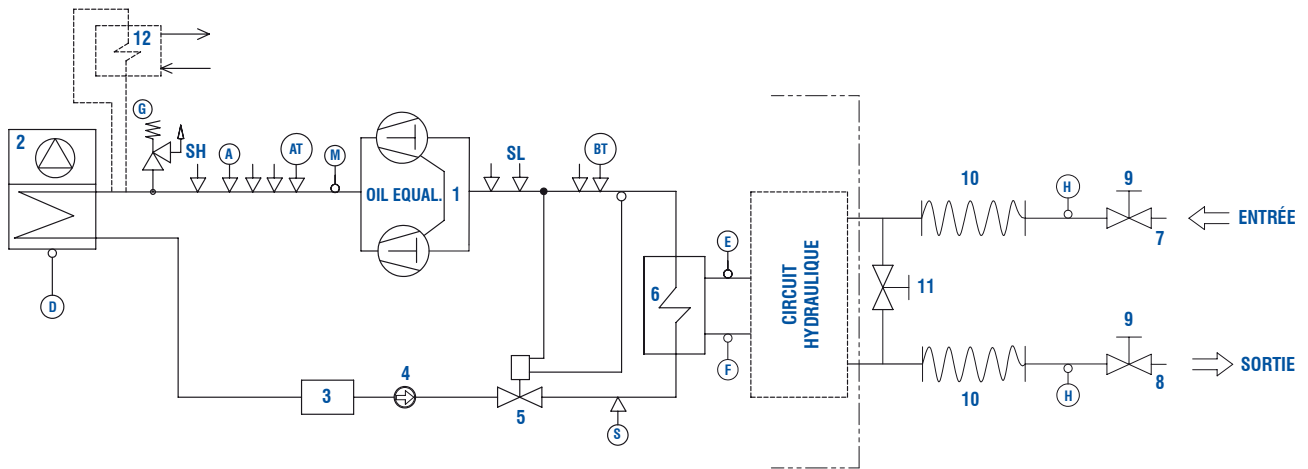 12
G
2
SH
A
AT
M
OIL EQUAL.
1
SL
BT
D
3
4
5
S
6
E
F
CIRCUIT
HYDRAULIQUE
10
H
9
7
ENTRÉE
11
10
H
9
8
SORTIE